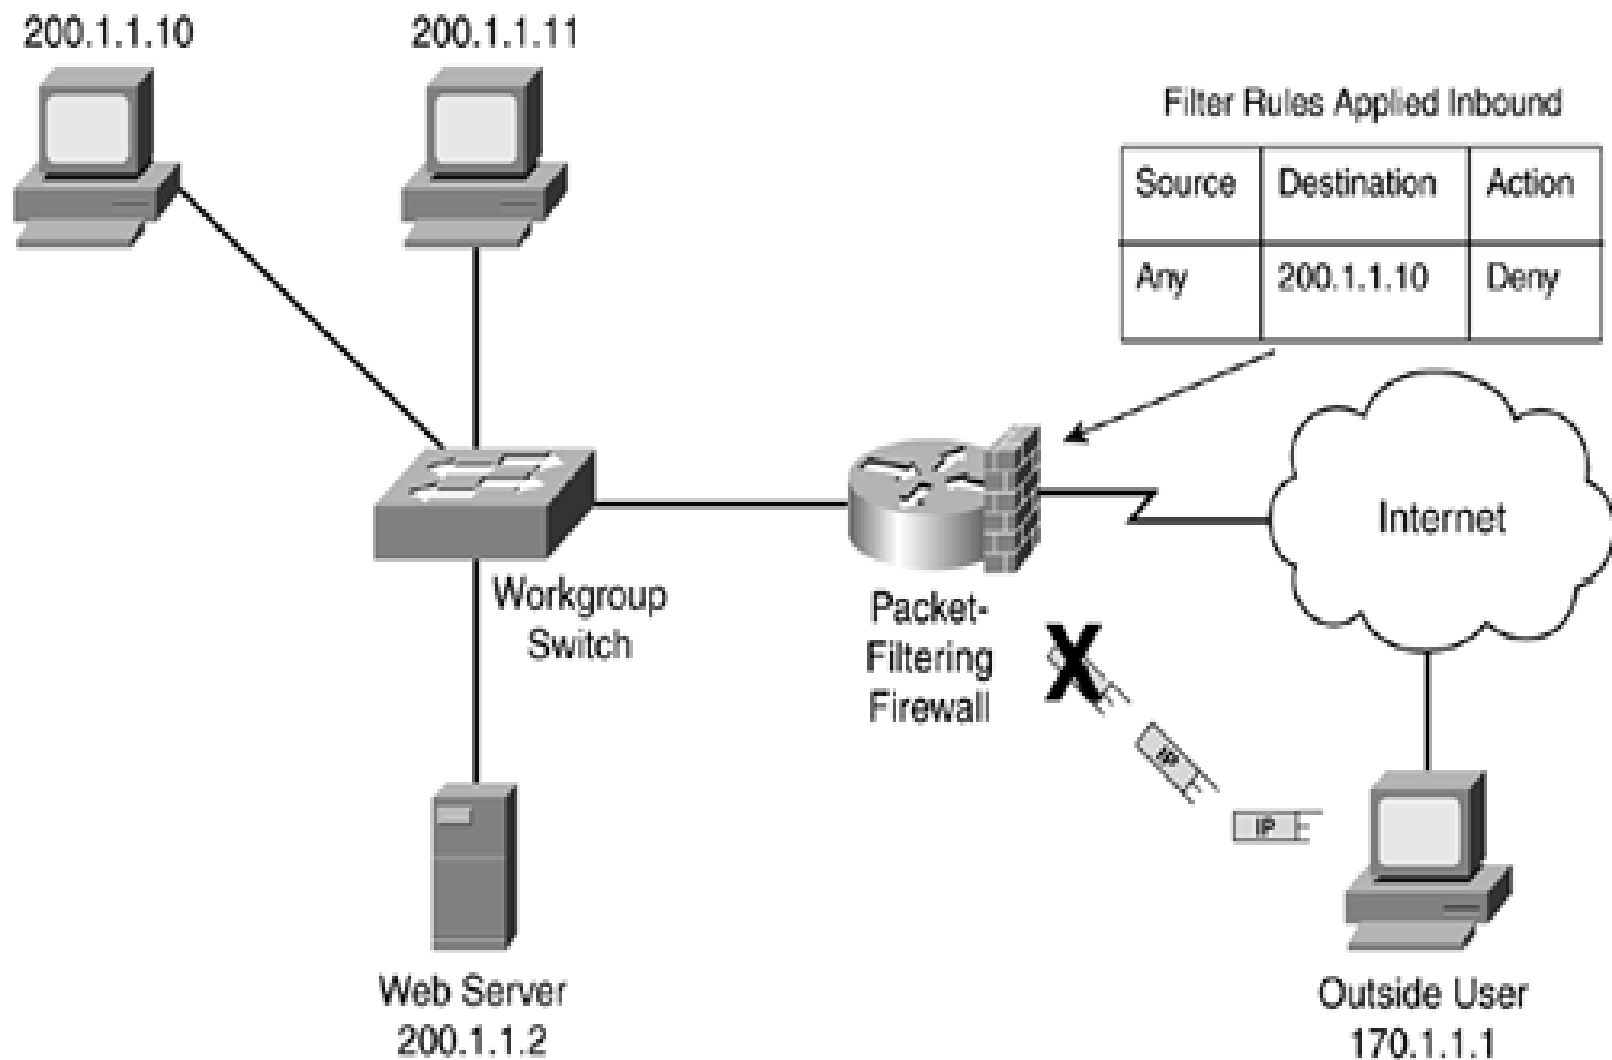 200.1.1.10
200.1.1.11
Filter Rules Applied Inbound
Source Destination Action
Any 200.1.1.10 Deny
Internet
Workgroup
Switch
Packet-
Filtering
Firewall
X
IP
IP
Web Server
200.1.1.2
Outside User
170.1.1.1